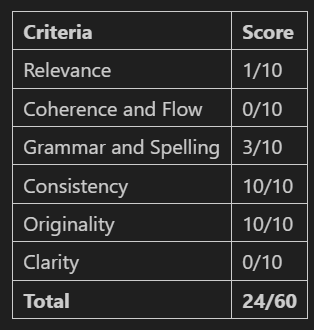 Criteria Score
Relevance 1/10
Coherence and Flow 0/10
Grammar and Spelling 3/10
Consistency 10/10
Originality 10/10
Clarity 0/10
Total 24/60